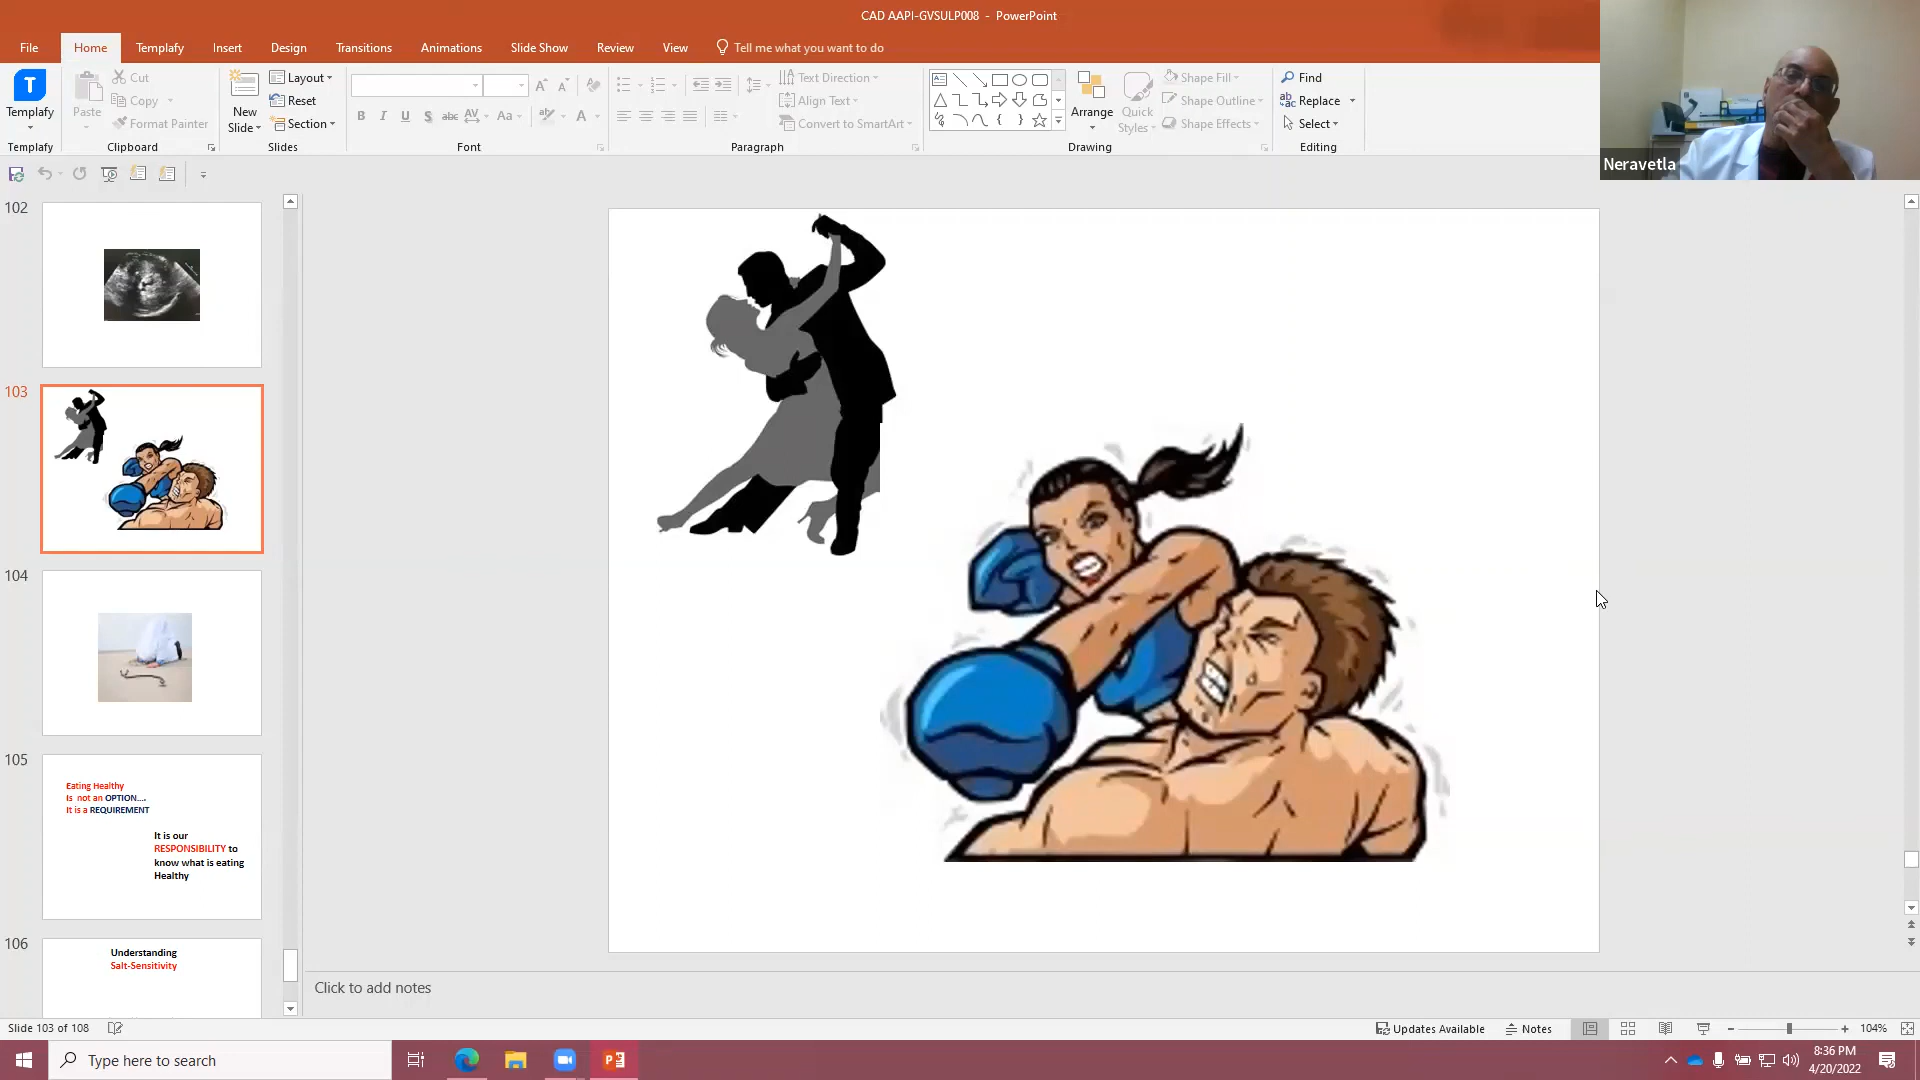 CAD AAPI-GVSULP008 - PowerPoint
File Home Templafy Insert Design Transitions Animations Slide Show Review View Tell me what you want to do
Templafy
Templafy
Paste
Cut
Copy
Format Painter
Clipboard
New Slide
Layout
Reset
Section
Slides
B I U S abc AV Aa A
Font
Text Direction
Align Text
Convert to SmartArt
Paragraph
Arrange
Quick Styles
Shape Fill
Shape Outline
Shape Effects
Drawing
Find
Replace
Select
Editing
Neravetla
102
103
104
105
Eating Healthy
Is not an OPTION....
It is a REQUIREMENT
It is our
RESPONSIBILITY to
know what is eating
Healthy
106
Understanding
Salt-Sensitivity
Click to add notes
Slide 103 of 108
Updates Available
Notes
104%
Type here to search
8:36 PM
4/20/2022